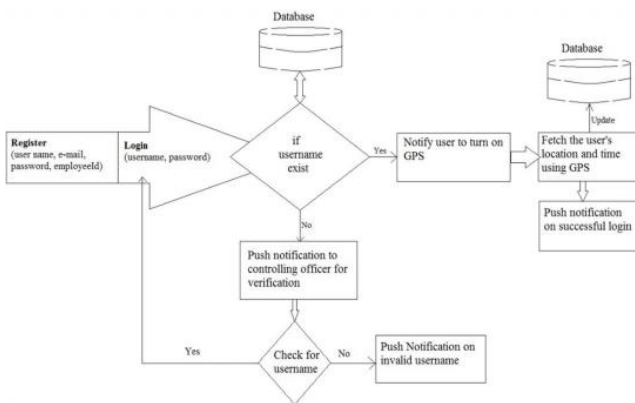 Database
Database
Register
(user name, e-mail,
password, employeeId)
Login
(username, password)
if
username
exist
Yes
Notify user to turn on
GPS
Update
Fetch the user's
location and time
using GPS
Push notification
on successful login
No
Push notification to
controlling officer for
verification
Check for
username
Yes
No
Push Notification on
invalid username